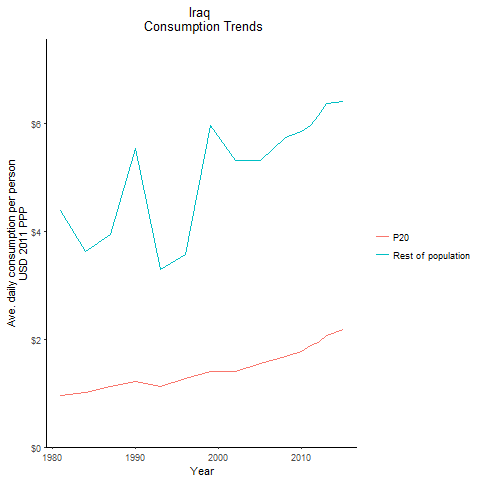 Iraq
Consumption Trends
Ave. daily consumption per person
USD 2011 PPP
$6
$4
$2
$0
1980
1990
2000
2010
Year
P20
Rest of population